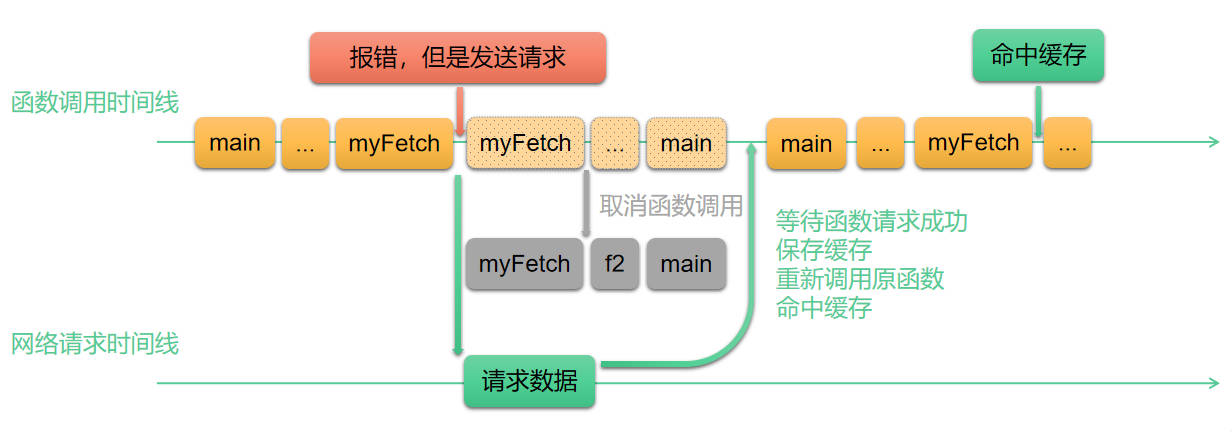 报错，但是发送请求
命中缓存
函数调用时间线
main
...
myFetch
myFetch
...
main
main
...
myFetch
...
取消函数调用
myFetch
f2
main
等待函数请求成功
保存缓存
重新调用原函数
命中缓存
网络请求时间线
请求数据